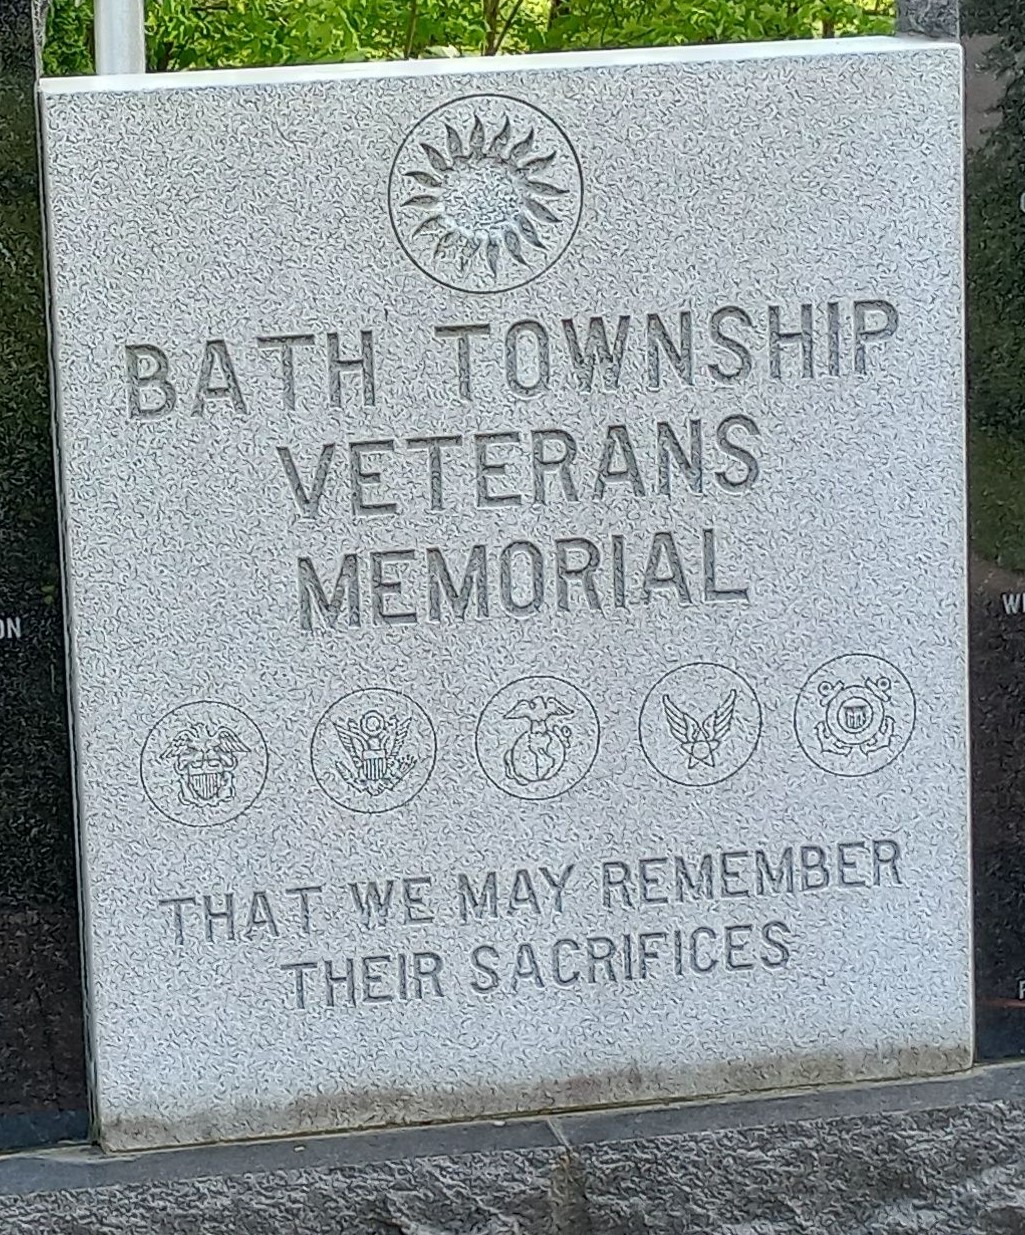 BATH TOWNSHIP
VETERANS
MEMORIAL
THAT WE MAY REMEMBER
THEIR SACRIFICES